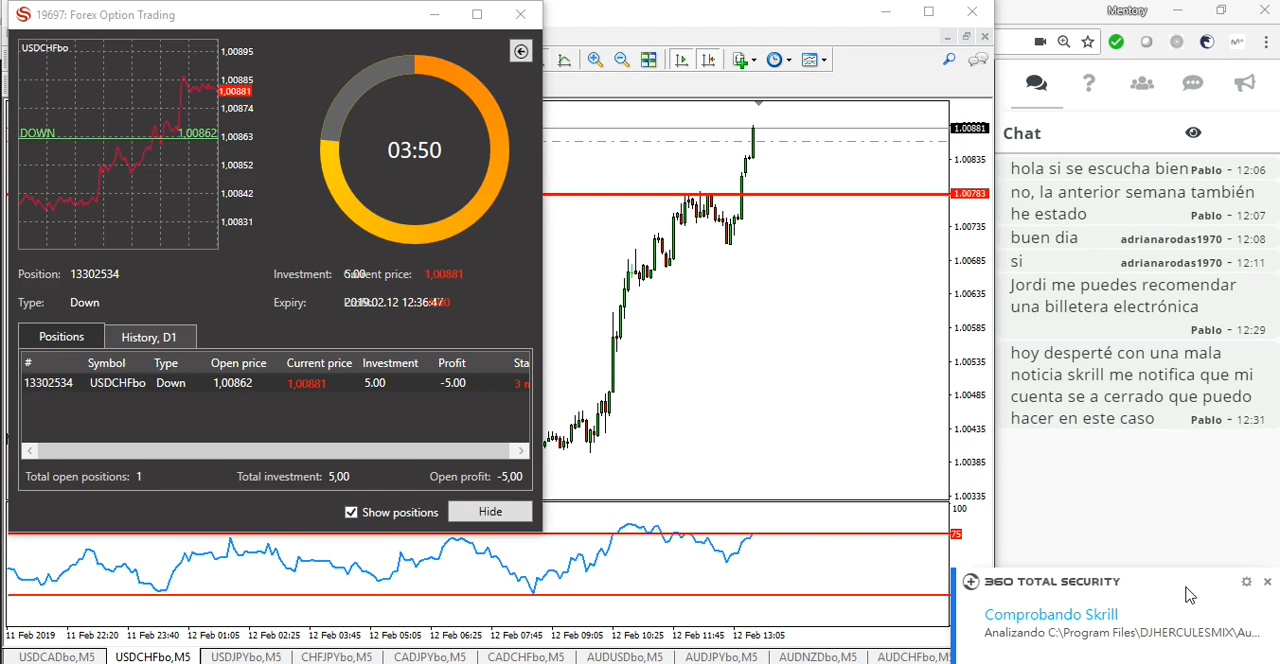 19697: Forex Option Trading
USDCHFbo
1,00895
1,00885
1,00881
1,00874
DOWN 1,00862
1,00863
1,00852
1,00842
1,00831
03:50
Position: 13302534
Investment: 5.00 Current price: 1,00881
Type: Down
Expiry: 2019.02.12 12:36:47
Positions
History, D1
# Symbol Type Open price Current price Investment Profit Sta
13302534 USDCHFbo Down 1,00862 1,00881 5.00 -5.00 3 m
Total open positions: 1 Total investment: 5,00 Open profit: -5,00
Show positions
Hide
1.00881
1.00835
1.00783
1.00735
1.00685
1.00635
1.00585
1.00535
1.00485
1.00435
1.00385
1.00335
100
75
11 Feb 2019 11 Feb 22:20 11 Feb 23:40 12 Feb 01:05 12 Feb 02:25 12 Feb 03:45 12 Feb 05:05 12 Feb 06:25 12 Feb 07:45 12 Feb 09:05 12 Feb 10:25 12 Feb 11:45 12 Feb 13:05
USDCADbo,M5 USDCHFbo,M5 USDJPYbo,M5 CHFJPYbo,M5 CADJPYbo,M5 CADCHFbo,M5 AUDUSDbo,M5 AUDJPYbo,M5 AUDNZDbo,M5 AUDCHFbo,M5
Mentory
Chat
hola si se escucha bien Pablo - 12:06
no, la anterior semana también
he estado Pablo - 12:07
buen dia adrianarodas1970 - 12:08
si adrianarodas1970 - 12:11
Jordi me puedes recomendar
una billetera electrónica
Pablo - 12:29
hoy desperté con una mala
noticia skrill me notifica que mi
cuenta se a cerrado que puedo
hacer en este caso Pablo - 12:31
360 TOTAL SECURITY
Comprobando Skrill
Analizando C:\Program Files\DJHERCULESMIX\Au...